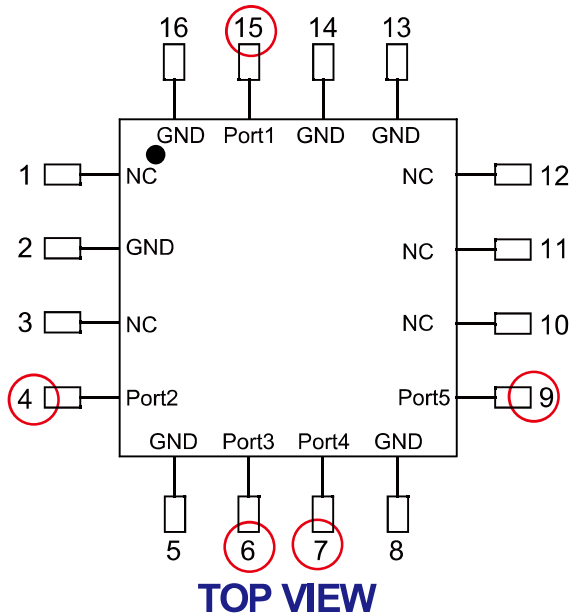 16 15 14 13
GND Port1 GND GND
1 NC NC 12
2 GND
NC 11
3 NC NC 10
4 Port2 Port5 9
GND Port3 Port4 GND
5 6 7 8
TOP VIEW